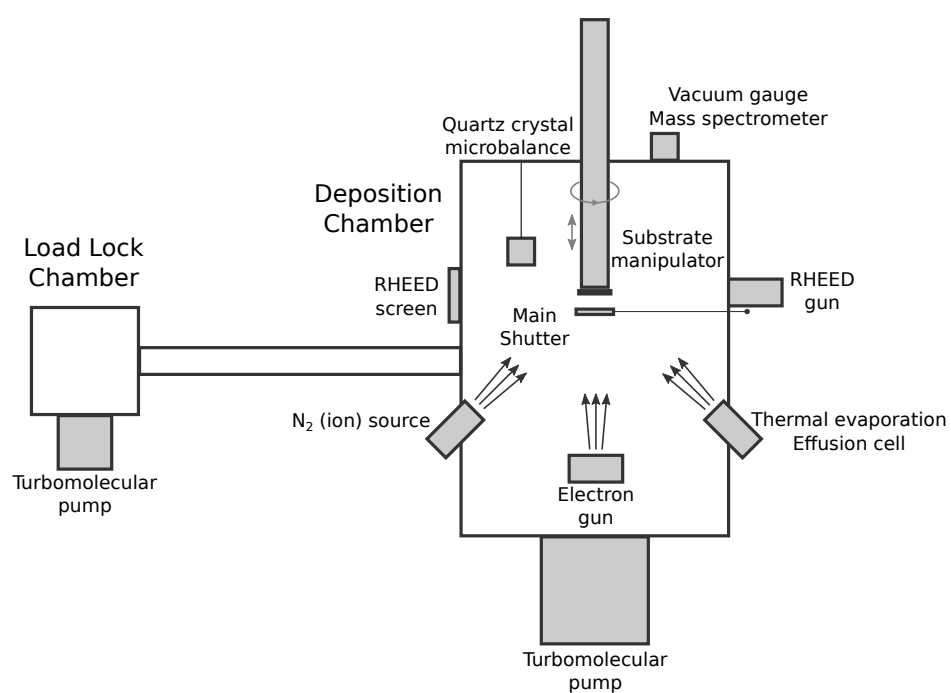 Vacuum gauge
Mass spectrometer
Quartz crystal
microbalance
Deposition
Chamber
Load Lock
Chamber
Substrate
manipulator
RHEED
screen
RHEED
gun
Main
Shutter
N₂ (ion) source
Thermal evaporation
Effusion cell
Turbomolecular
pump
Electron
gun
Turbomolecular
pump